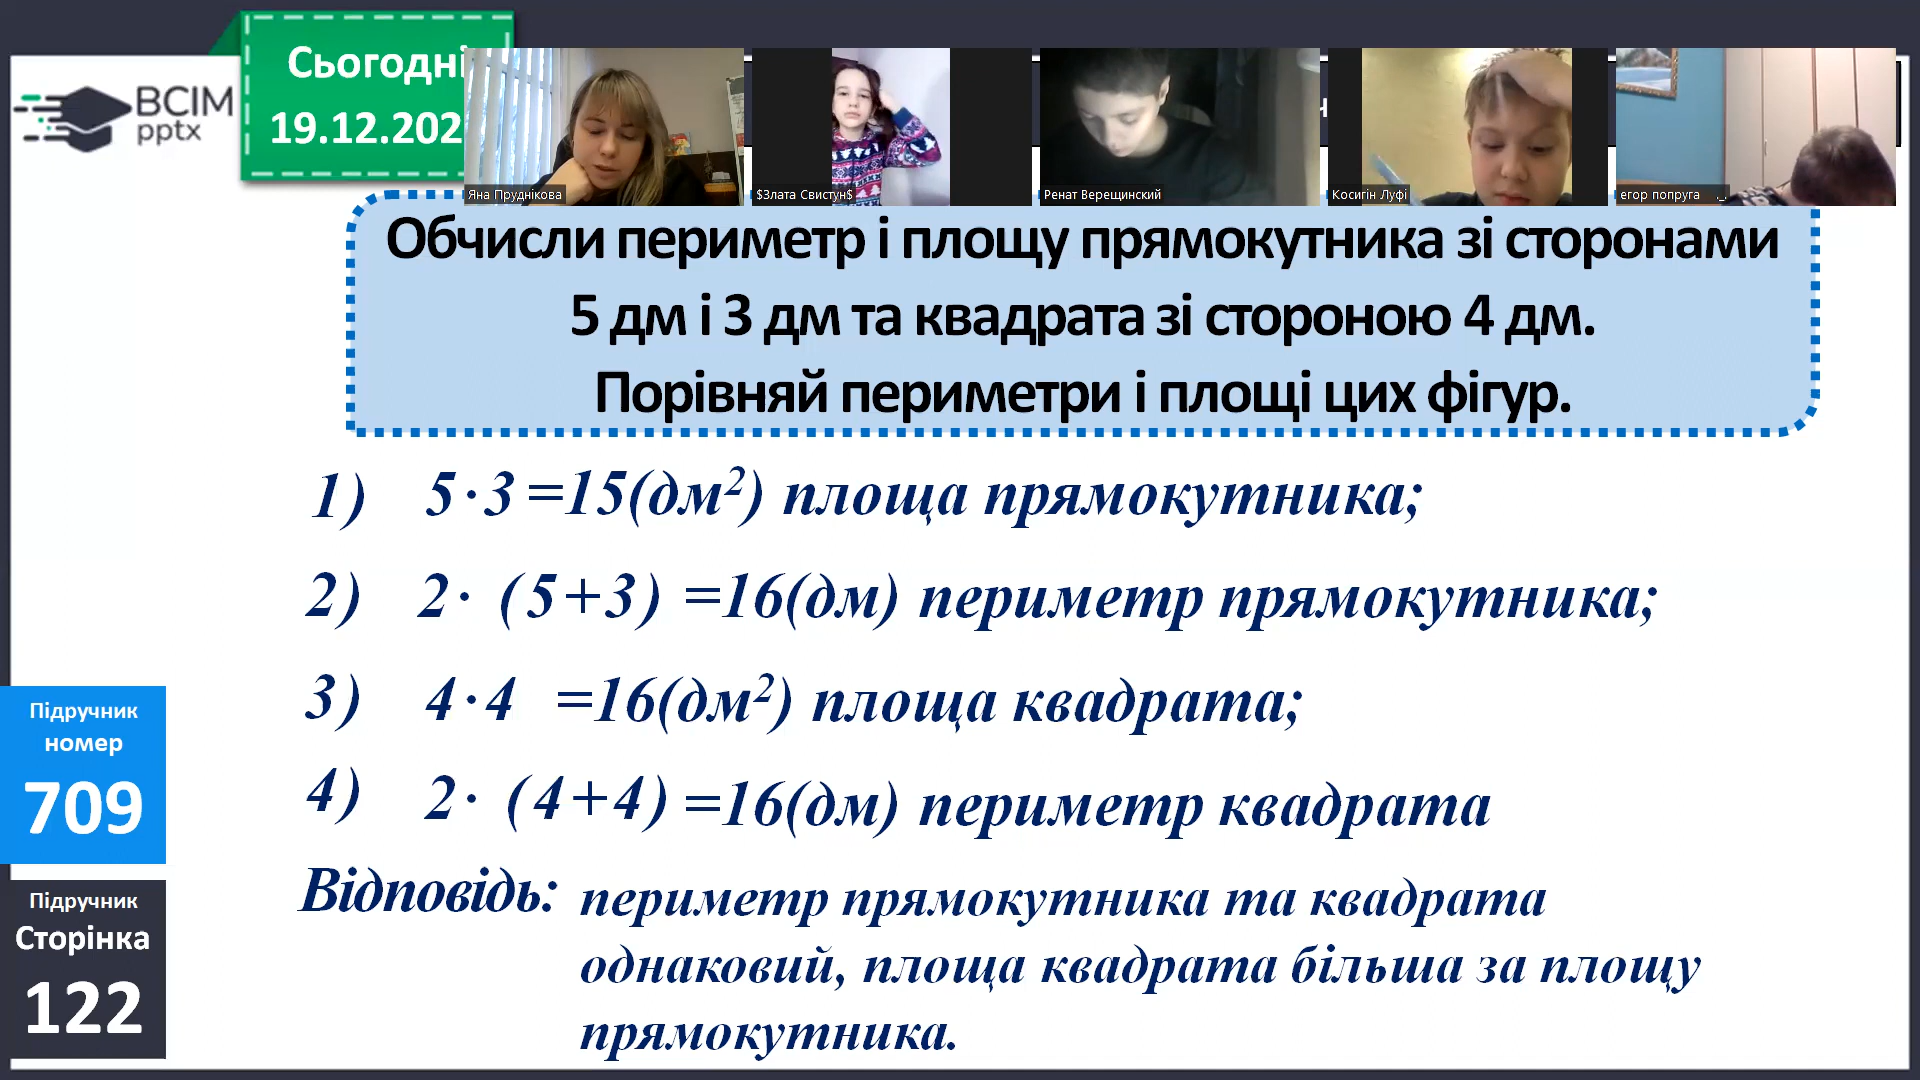 ВСІМ
pptx
Сьогодні
19.12.202
Яна Пруднікова
$Злата Свистун$
Ренат Верещинский
Косигін Луфі
егор попруга ._.
Обчисли периметр і площу прямокутника зі сторонами
5 дм і 3 дм та квадрата зі стороною 4 дм.
Порівняй периметри і площі цих фігур.
1) 5·3 =15(дм²) площа прямокутника;
2) 2· (5+3) =16(дм) периметр прямокутника;
3) 4·4 =16(дм²) площа квадрата;
4) 2· (4+4) =16(дм) периметр квадрата
Відповідь: периметр прямокутника та квадрата
однаковий, площа квадрата більша за площу
прямокутника.
Підручник
номер
709
Підручник
Сторінка
122